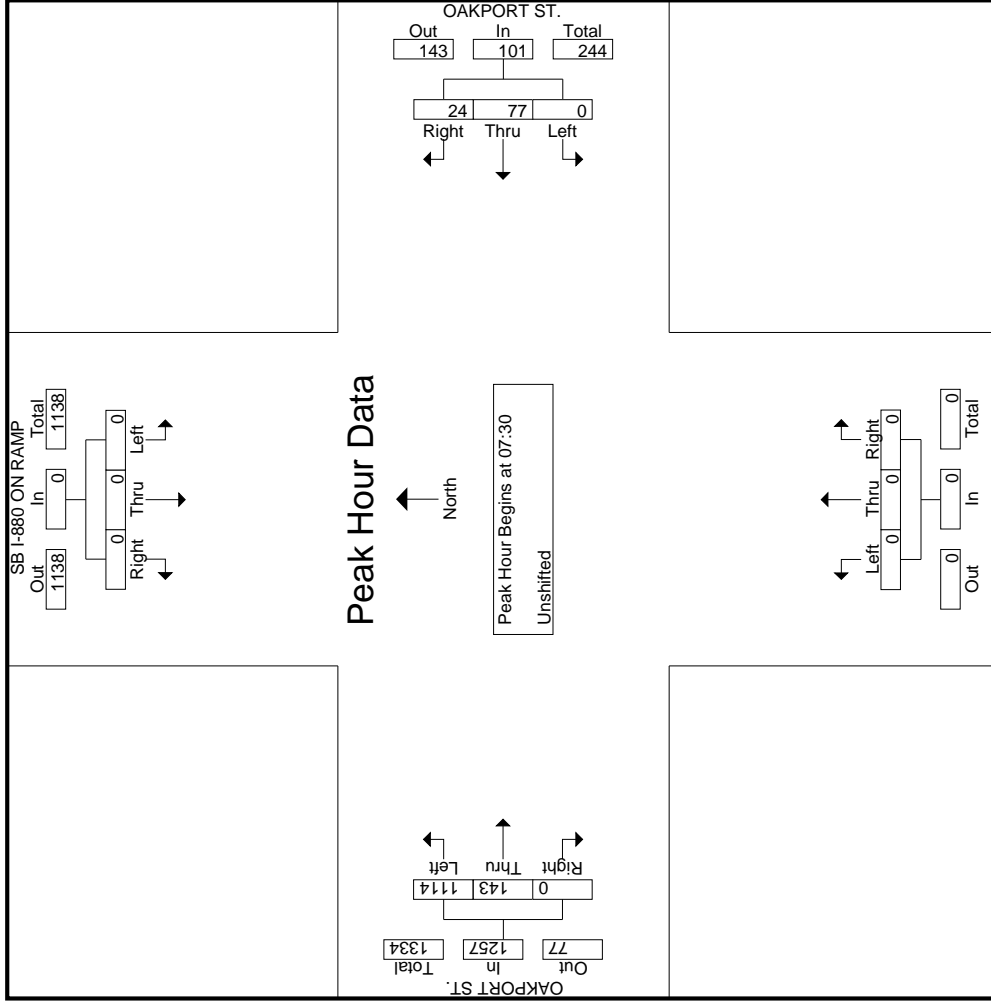 SB I-880 ON RAMP
Out In Total
1138 0 1138
0 0 0
Right Thru Left
OAKPORT ST.
Total In Out
1334 1257 77
1114 143 0
Left Thru Right
Peak Hour Data
North
Peak Hour Begins at 07:30
Unshifted
OAKPORT ST.
Out In Total
143 101 244
24 77 0
Right Thru Left
Left Thru Right
0 0 0
0 0 0
Out In Total